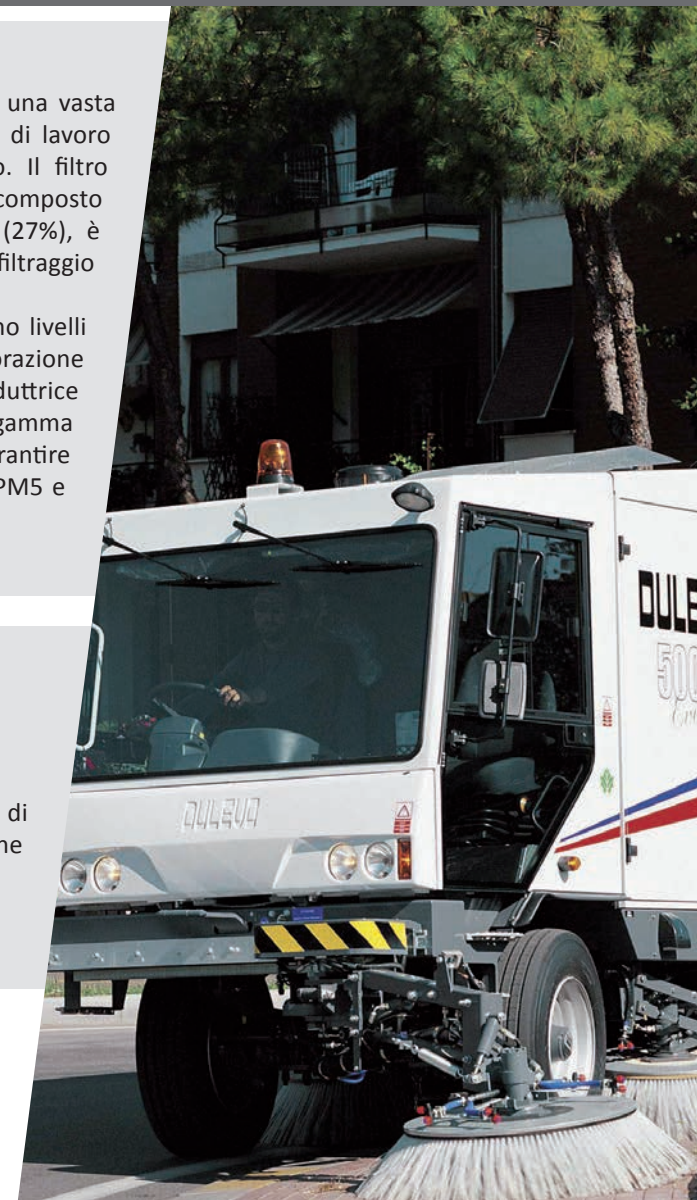 una vasta
di lavoro
o. Il filtro
composto
(27%), è
filtraggio
no livelli
orazione
duttrice
gamma
rantire
PM5 e
di
ne
DULE
500
DULEVO